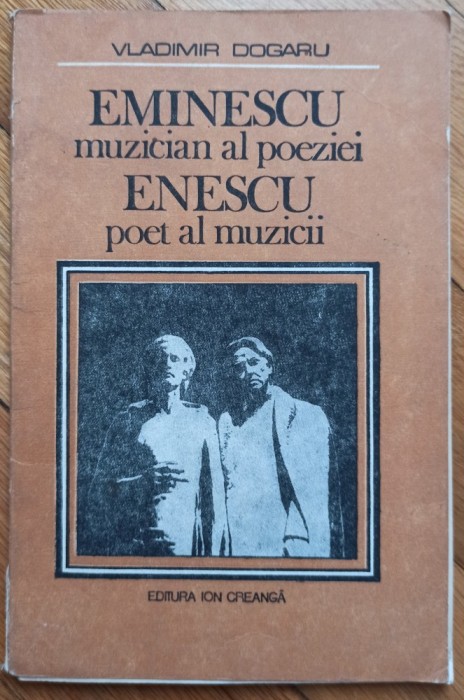 VLADIMIR DOGARU
EMINESCU
muzician al poeziei
ENESCU
poet al muzicii
EDITURA ION CREANGĂ